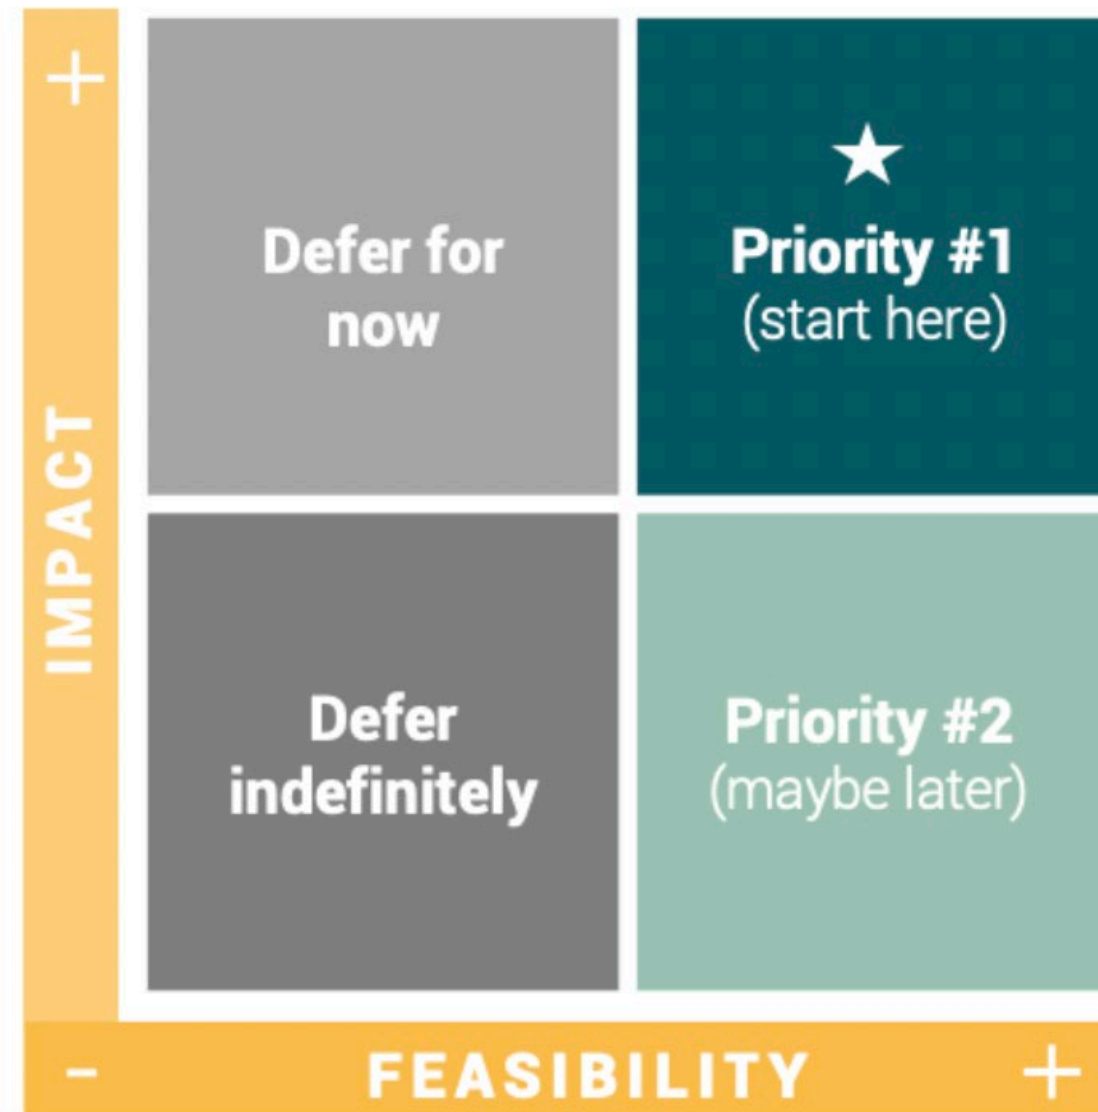 +
Defer for
now
★
Priority #1
(start here)
IMPACT
Defer
indefinitely
Priority #2
(maybe later)
- FEASIBILITY +